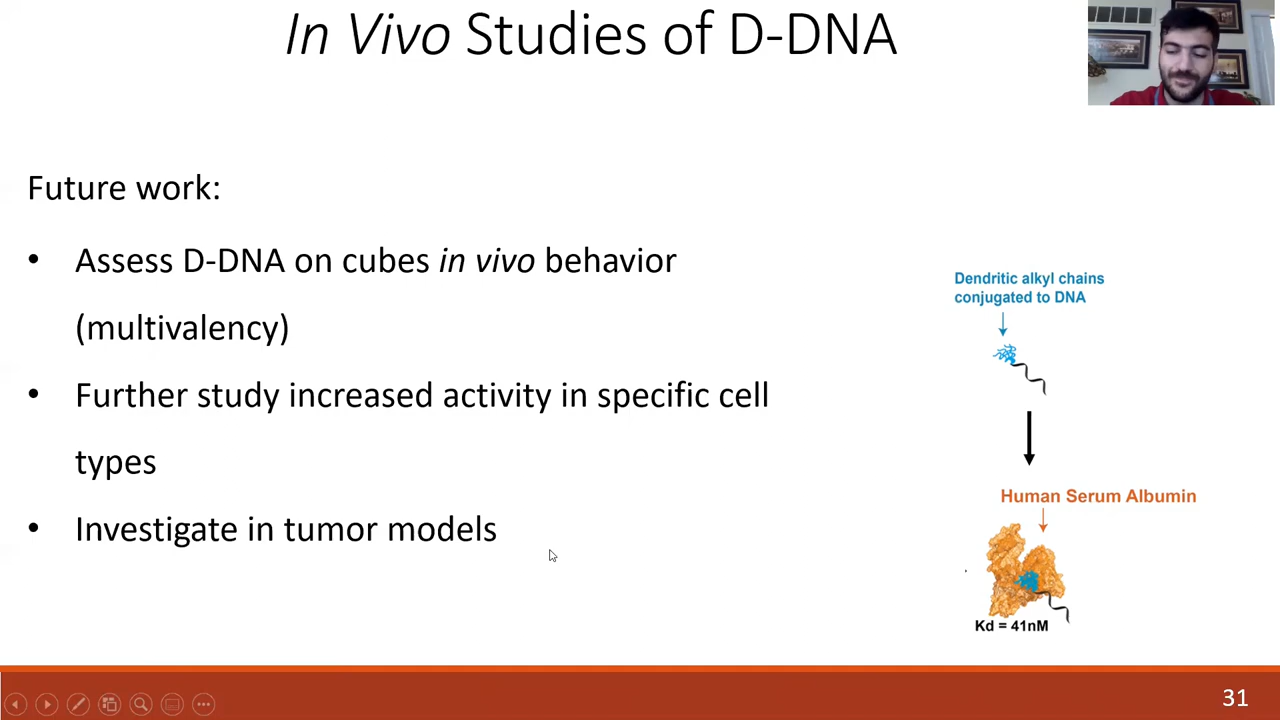 In Vivo Studies of D-DNA
Future work:
• Assess D-DNA on cubes in vivo behavior
(multivalency)
• Further study increased activity in specific cell
types
• Investigate in tumor models
Dendritic alkyl chains
conjugated to DNA
Human Serum Albumin
Kd = 41nM
31